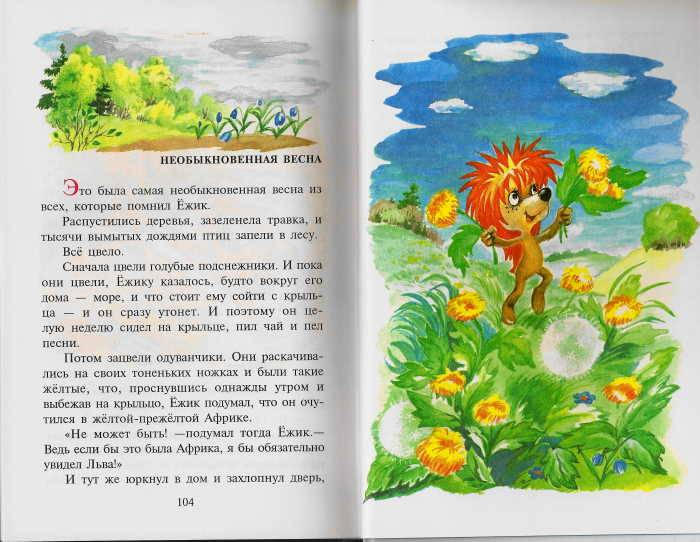 НЕОБЫКНОВЕННАЯ ВЕСНА
Это была самая необыкновенная весна из
всех, которые помнил Ёжик.
Распустились деревья, зазеленела травка, и
тысячи вымытых дождями птиц запели в лесу.
Всё цвело.
Сначала цвели голубые подснежники. И пока
они цвели, Ёжику казалось, будто вокруг его
дома — море, и что стоит ему сойти с крыль-
ца — и он сразу утонет. И поэтому он це-
лую неделю сидел на крыльце, пил чай и пел
песни.
Потом зацвели одуванчики. Они раскачива-
лись на своих тоненьких ножках и были такие
жёлтые, что, проснувшись однажды утром и
выбежав на крыльцо, Ёжик подумал, что он очу-
тился в жёлтой-прежёлтой Африке.
«Не может быть! —подумал тогда Ёжик.—
Ведь если бы это была Африка, я бы обязательно
увидел Льва!»
И тут же юркнул в дом и захлопнул дверь,
104